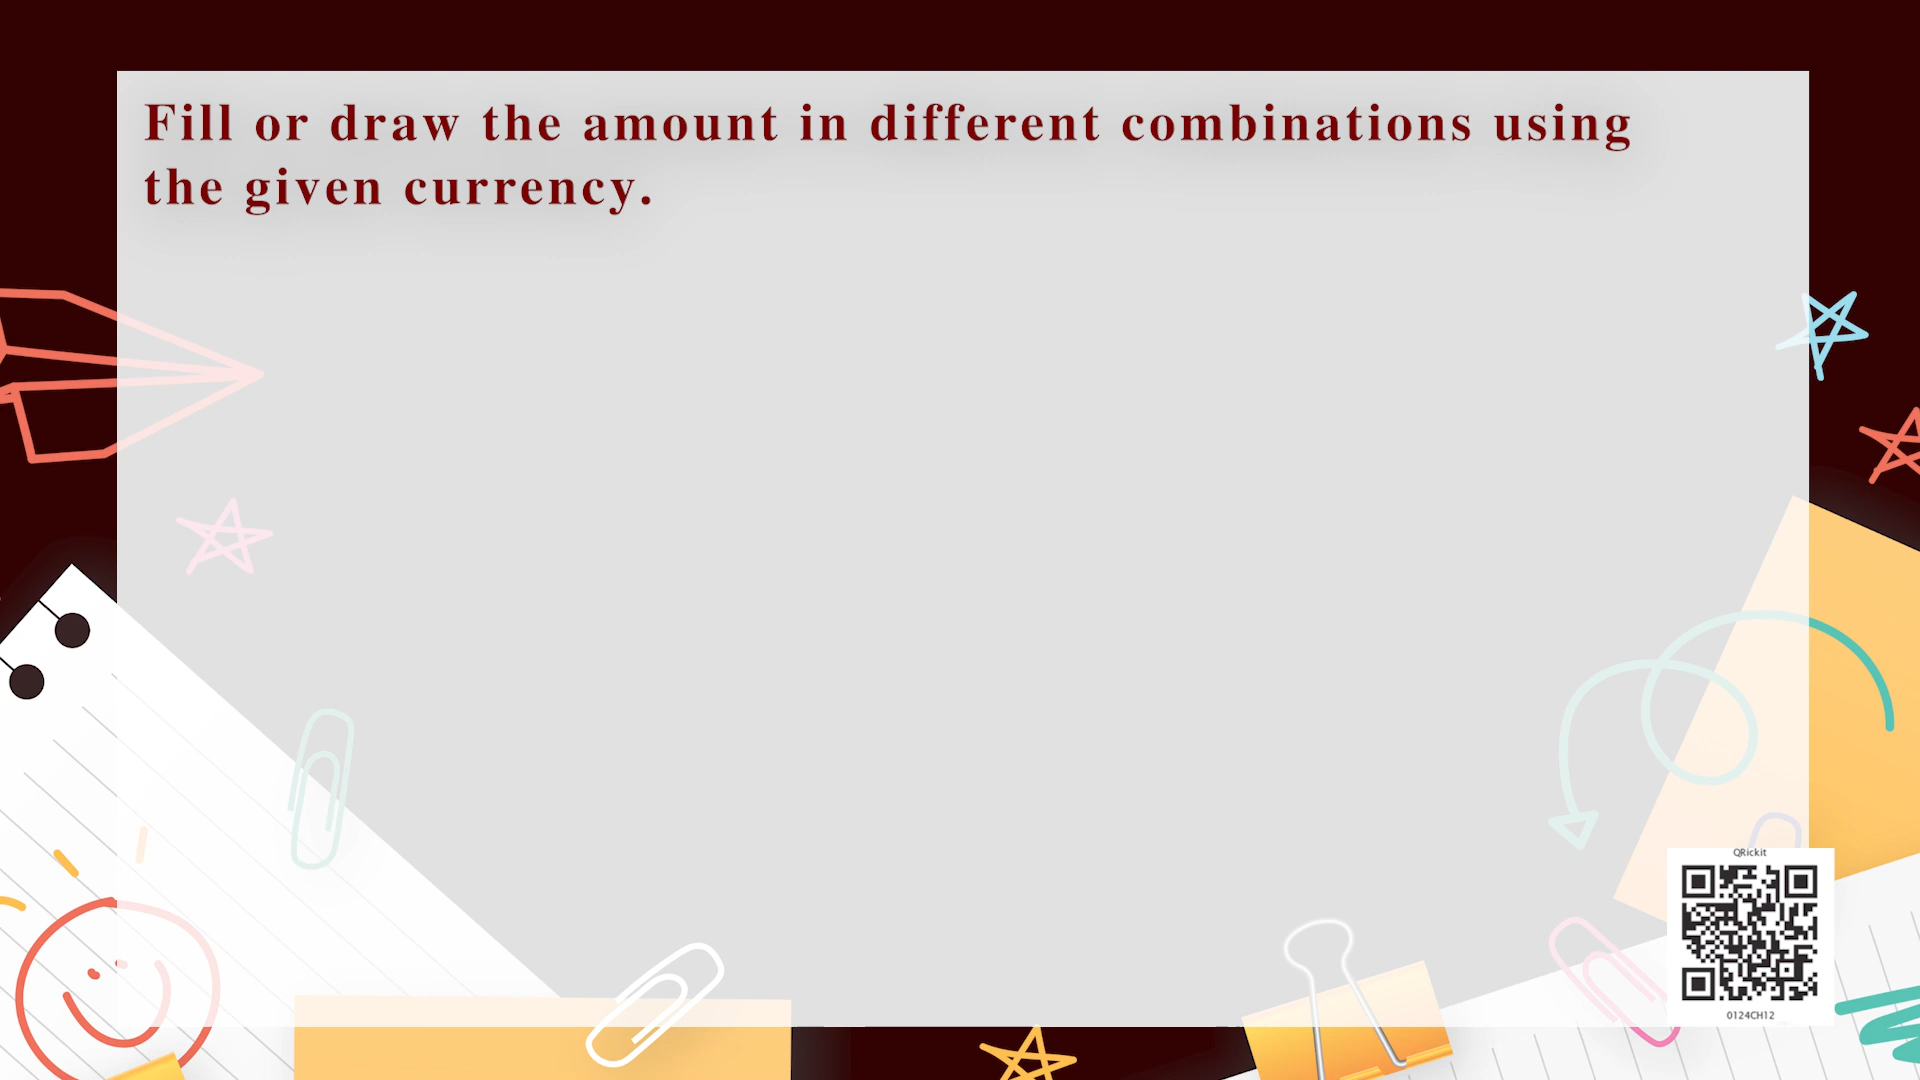 Fill or draw the amount in different combinations using
the given currency.
QRickit
0124CH12